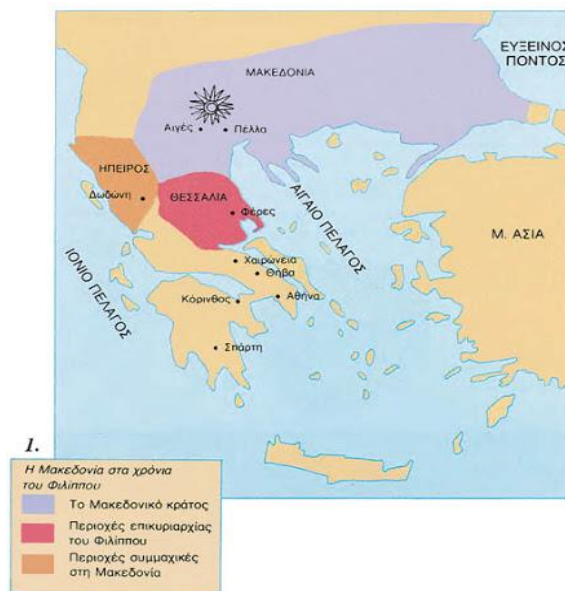 ΕΥΞΕΙΝΟΣ
ΠΟΝΤΟΣ
ΜΑΚΕΔΟΝΙΑ
Αιγές
Πέλλα
ΗΠΕΙΡΟΣ
Δωδώνη
ΘΕΣΣΑΛΙΑ
Φέρες
ΑΙΓΑΙΟ ΠΕΛΑΓΟΣ
Μ. ΑΣΙΑ
ΙΟΝΙΟ ΠΕΛΑΓΟΣ
Χαιρώνεια
Θήβα
Κόρινθος
Αθήνα
Σπάρτη
1.
Η Μακεδονία στα χρόνια
του Φιλίππου
Το Μακεδονικό κράτος
Περιοχές επικυριαρχίας
του Φιλίππου
Περιοχές συμμαχικές
στη Μακεδονία